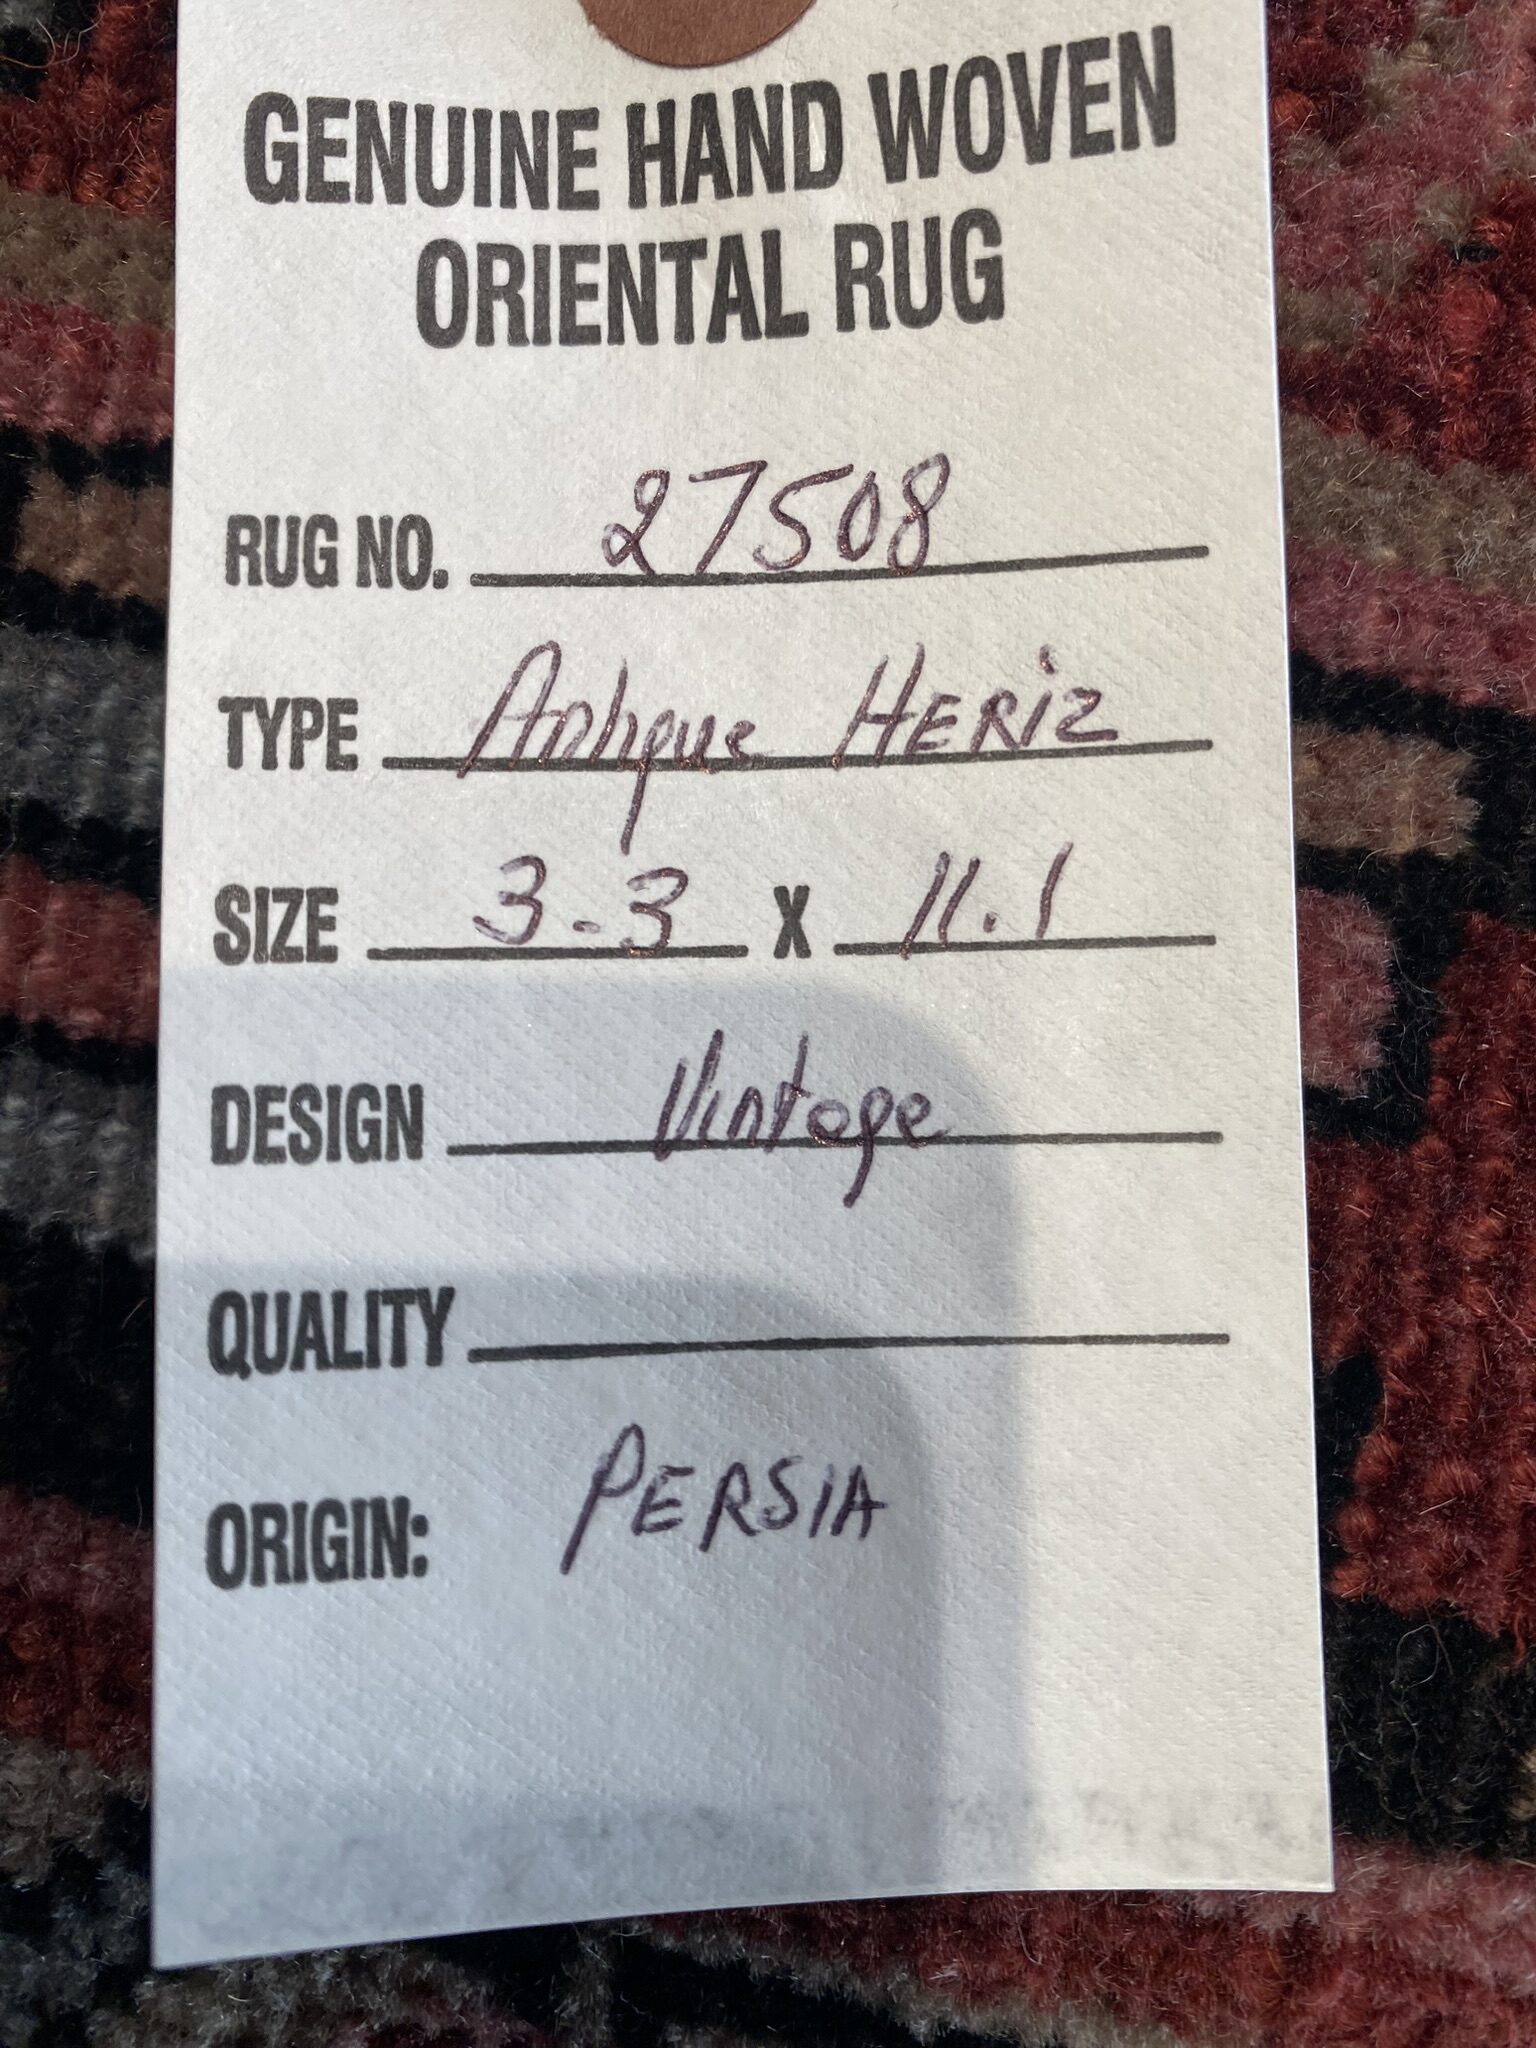 GENUINE HAND WOVEN
ORIENTAL RUG
RUG NO. 27508
TYPE Antique HERiz
SIZE 3-3 X 11.1
DESIGN Vintage
QUALITY
ORIGIN: PERSIA